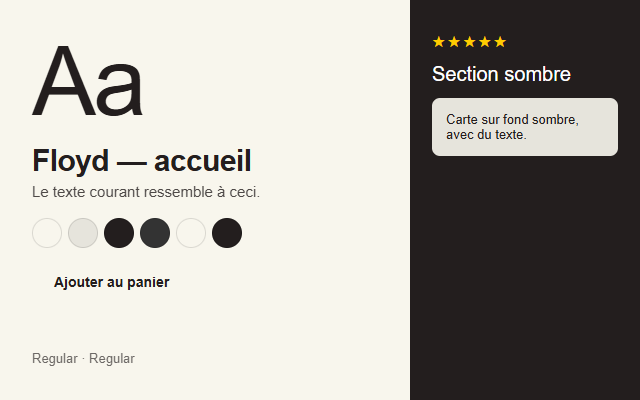 Aa
Floyd — accueil
Le texte courant ressemble à ceci.
Ajouter au panier
Regular · Regular
Section sombre
Carte sur fond sombre,
avec du texte.